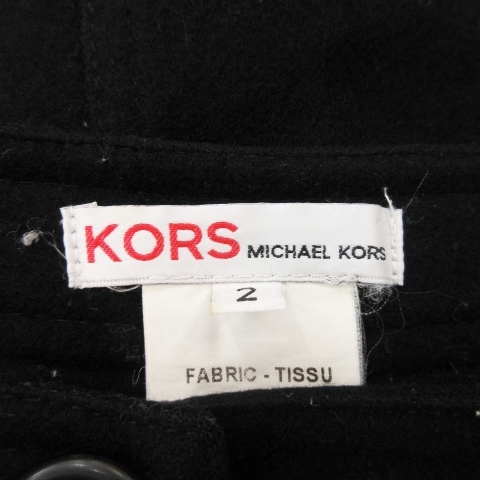 KORS MICHAEL KORS
2
FABRIC - TISSU